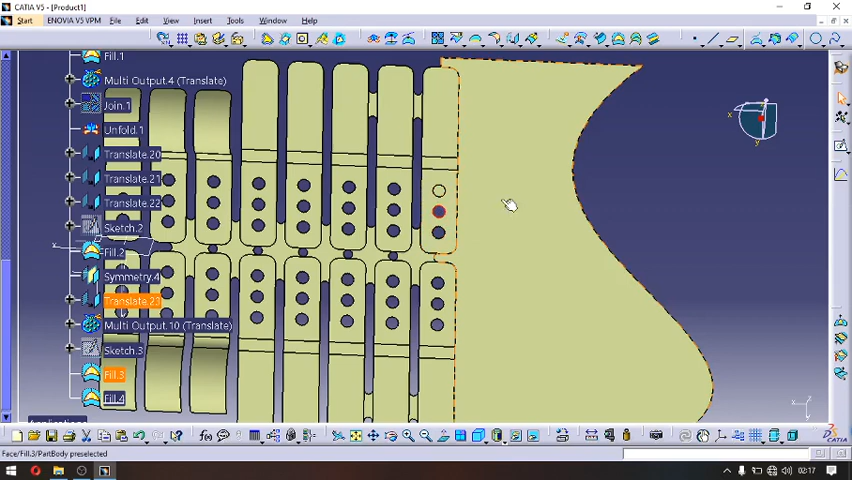 CATIA V5 - [Product1]
Start ENOVIA V5 VPM File Edit View Insert Tools Window Help
Fill.1
Multi Output.4 (Translate)
Join.1
Unfold.1
Translate.20
Translate.21
Translate.22
Sketch.2
Fill.2
Symmetry.4
Translate.23
Multi Output.10 (Translate)
Sketch.3
Fill.3
Fill.4
Applications
x
y
x
z
f(x)
Face/Fill.3/PartBody preselected
02:17